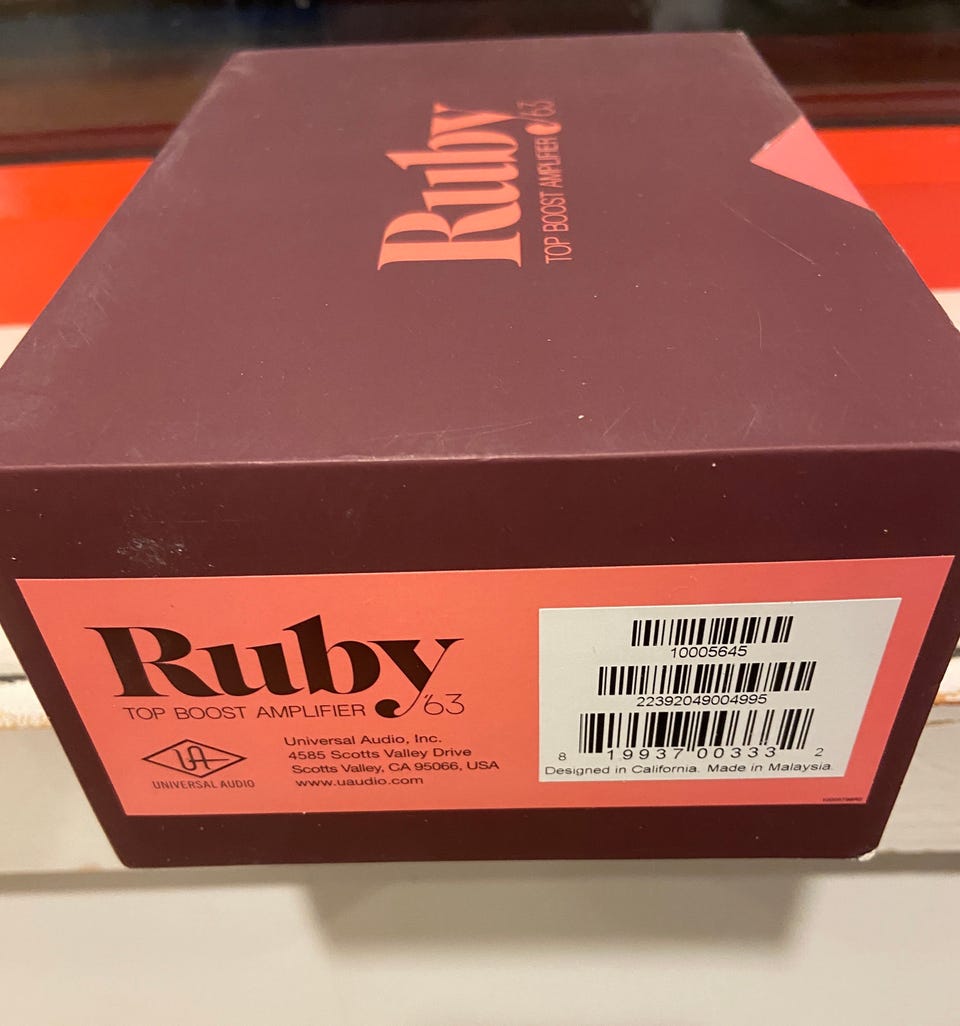 Ruby
TOP BOOST AMPLIFIER '63
Ruby
TOP BOOST AMPLIFIER '63
UA
UNIVERSAL AUDIO
Universal Audio, Inc.
4585 Scotts Valley Drive
Scotts Valley, CA 95066, USA
www.uaudio.com
10005645
22392049004995
8 19937 00333 2
Designed in California. Made in Malaysia.